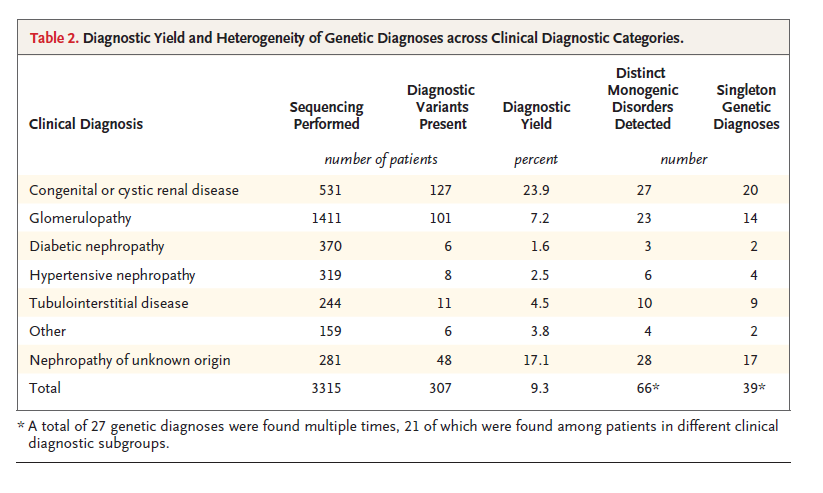 Table 2. Diagnostic Yield and Heterogeneity of Genetic Diagnoses across Clinical Diagnostic Categories.
Clinical Diagnosis Sequencing Performed Diagnostic Variants Present Diagnostic Yield Distinct Monogenic Disorders Detected Singleton Genetic Diagnoses
number of patients percent number
Congenital or cystic renal disease 531 127 23.9 27 20
Glomerulopathy 1411 101 7.2 23 14
Diabetic nephropathy 370 6 1.6 3 2
Hypertensive nephropathy 319 8 2.5 6 4
Tubulointerstitial disease 244 11 4.5 10 9
Other 159 6 3.8 4 2
Nephropathy of unknown origin 281 48 17.1 28 17
Total 3315 307 9.3 66* 39*
* A total of 27 genetic diagnoses were found multiple times, 21 of which were found among patients in different clinical
diagnostic subgroups.